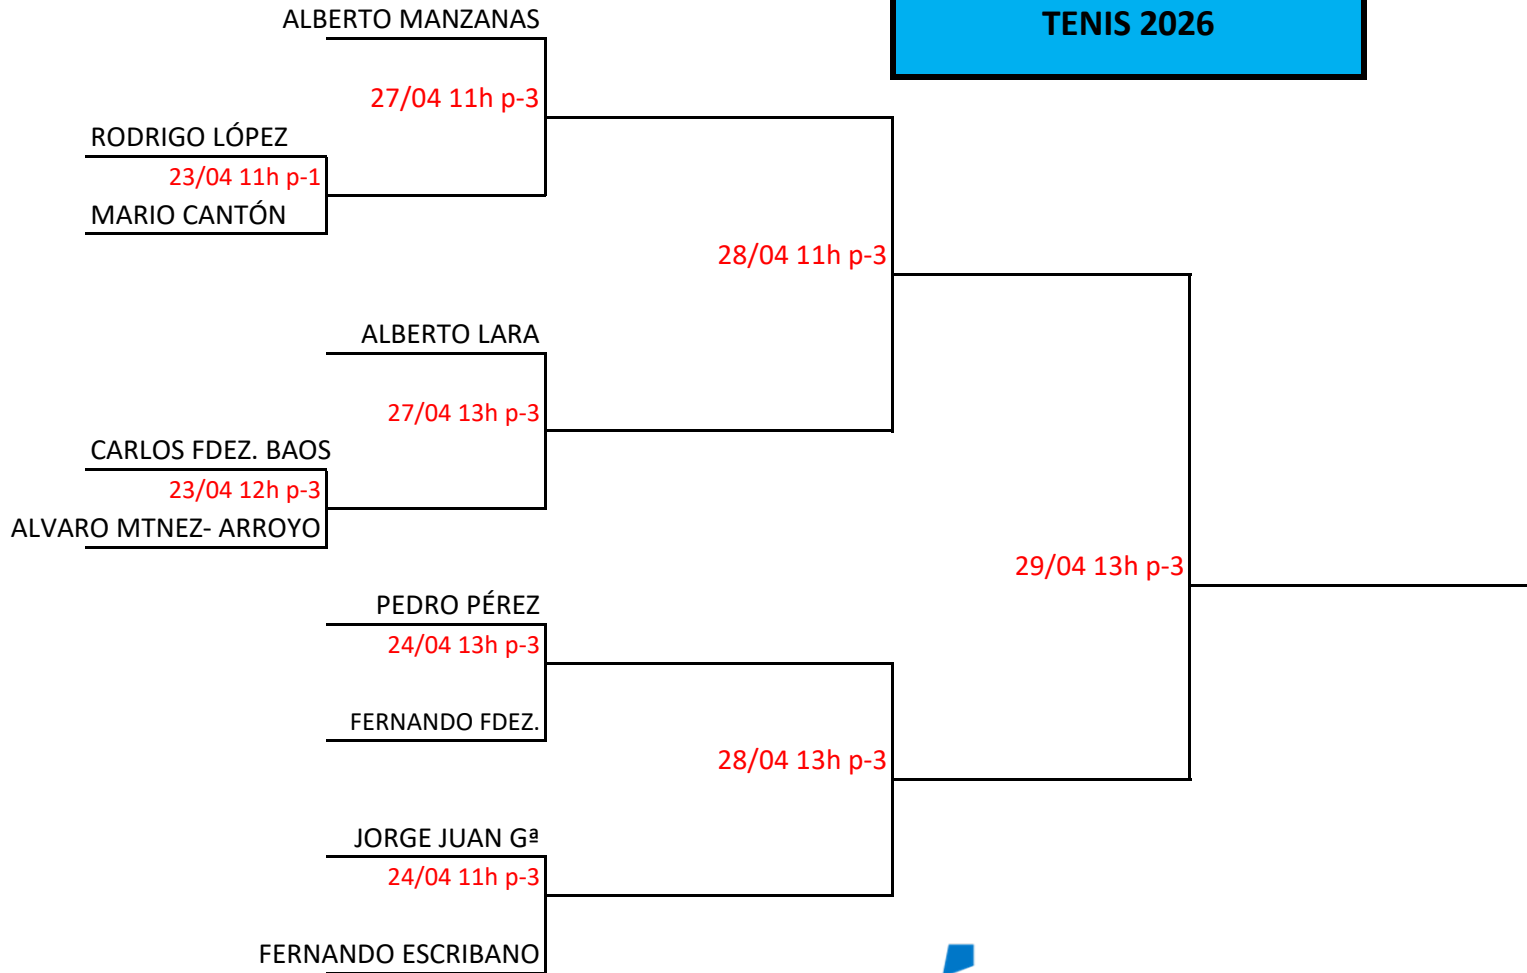 ALBERTO MANZANAS
TENIS 2026
27/04 11h p-3
RODRIGO LÓPEZ
23/04 11h p-1
MARIO CANTÓN
28/04 11h p-3
ALBERTO LARA
27/04 13h p-3
CARLOS FDEZ. BAOS
23/04 12h p-3
ALVARO MTNEZ- ARROYO
29/04 13h p-3
PEDRO PÉREZ
24/04 13h p-3
FERNANDO FDEZ.
28/04 13h p-3
JORGE JUAN Gª
24/04 11h p-3
FERNANDO ESCRIBANO